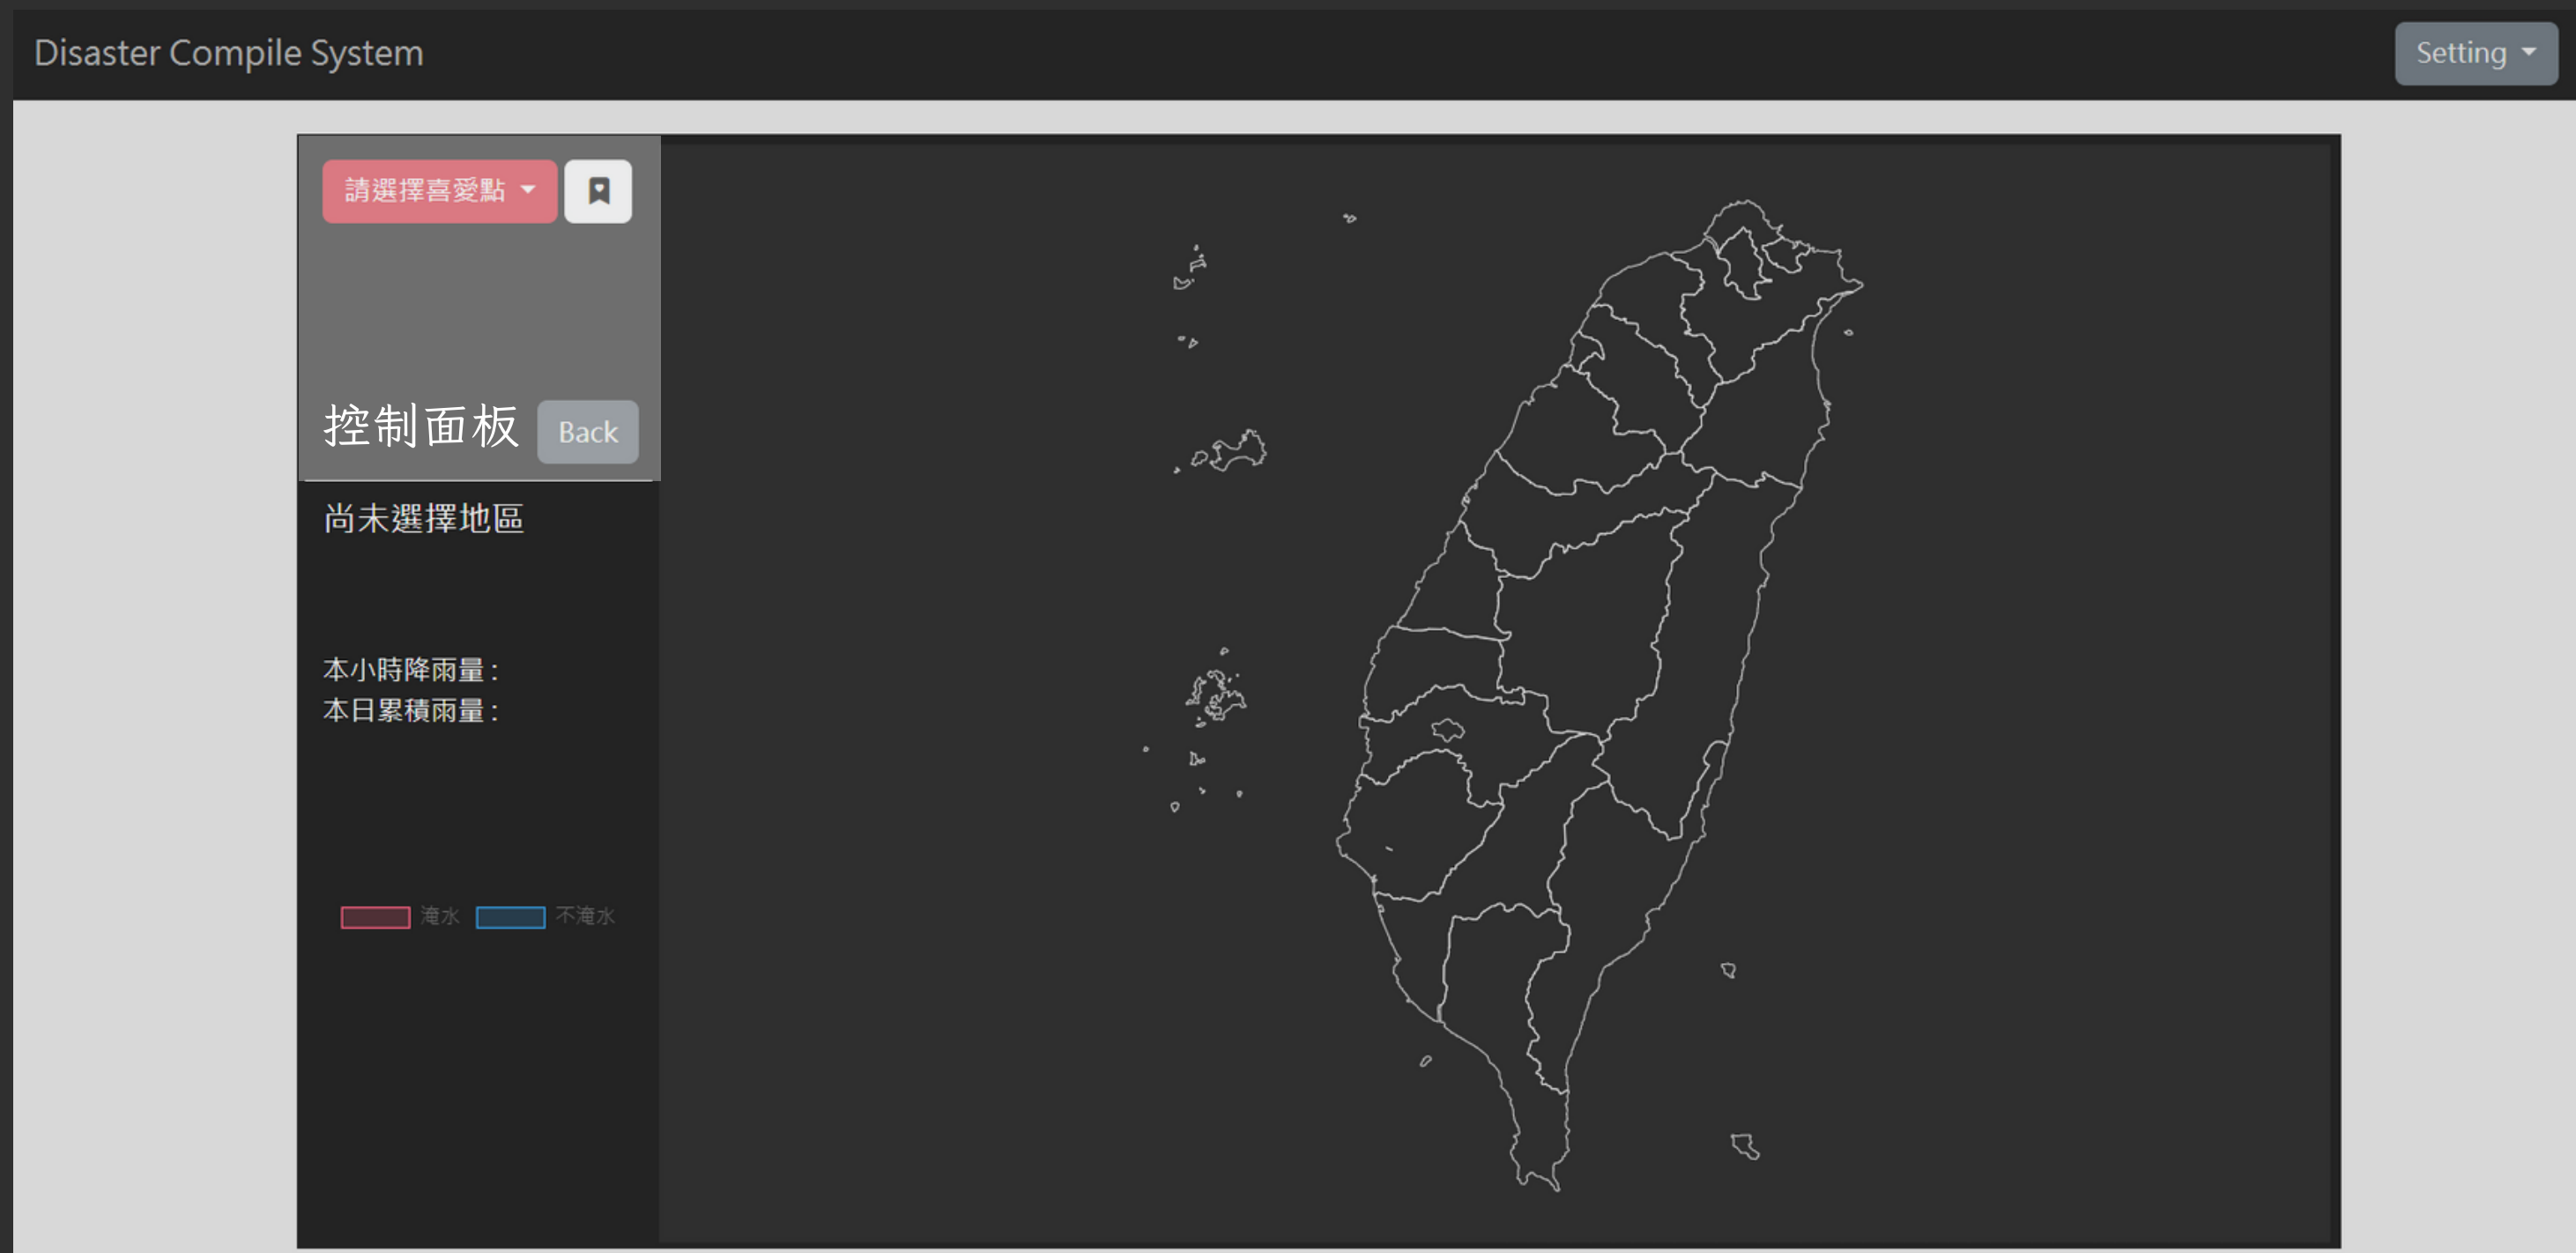 Disaster Compile System
Setting
請選擇喜愛點
控制面板
Back
尚未選擇地區
本小時降雨量 :
本日累積雨量 :
淹水
不淹水